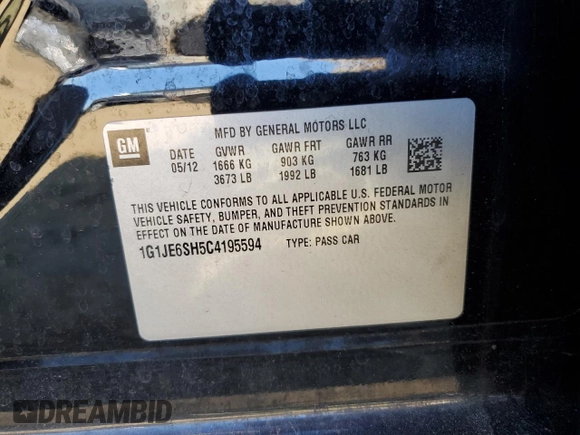 GM
MFD BY GENERAL MOTORS LLC
DATE GVWR GAWR FRT GAWR RR
05/12 1666 KG 903 KG 763 KG
3673 LB 1992 LB 1681 LB
THIS VEHICLE CONFORMS TO ALL APPLICABLE U.S. FEDERAL MOTOR
VEHICLE SAFETY, BUMPER, AND THEFT PREVENTION STANDARDS IN
EFFECT ON THE DATE OF MANUFACTURE SHOWN ABOVE.
1G1JE6SH5C4195594 TYPE: PASS CAR
DREAMBID